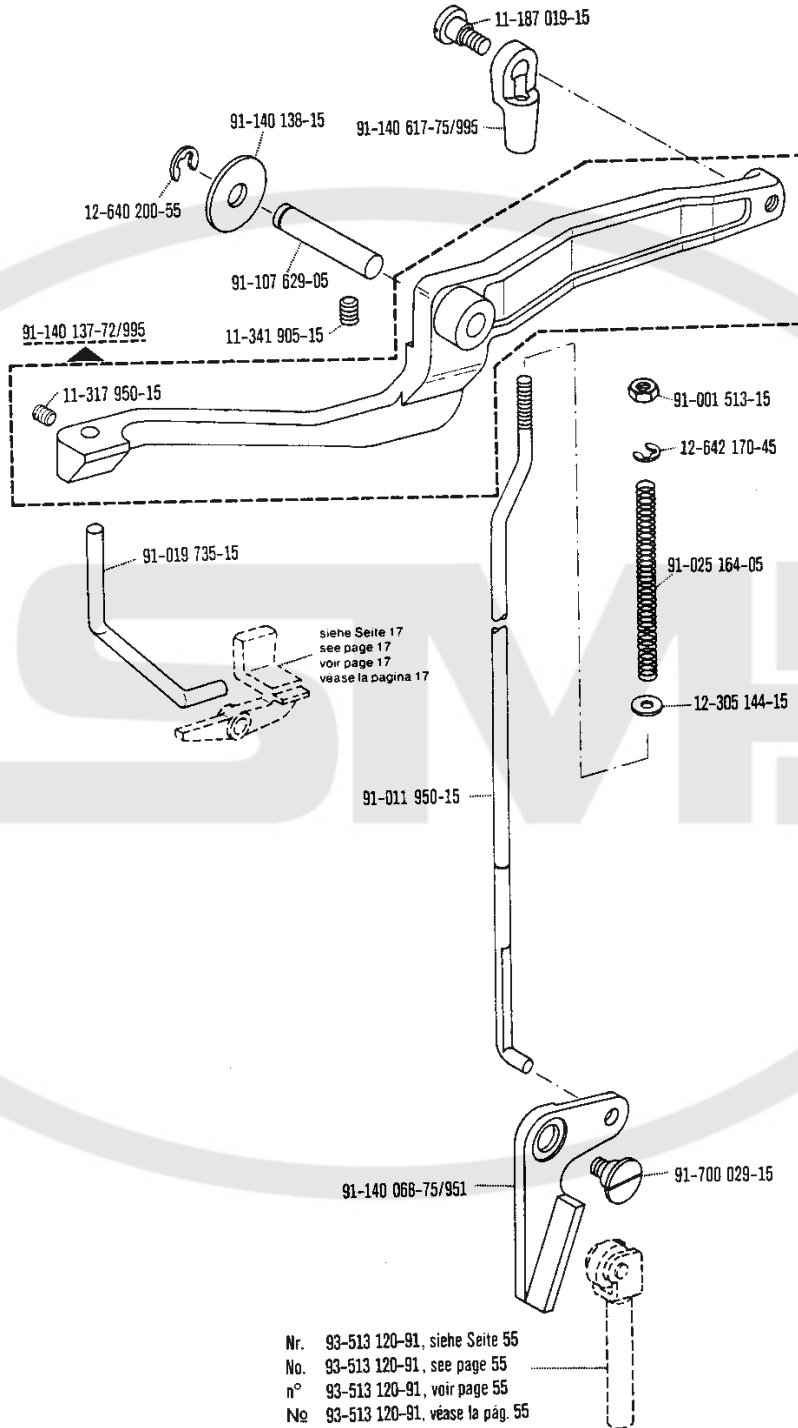 11-187 019-15
91-140 138-15
91-140 617-75/995
12-640 200-55
91-107 629-05
91-140 137-72/995
11-341 905-15
11-317 950-15
91-001 513-15
12-642 170-45
91-019 735-15
91-025 164-05
siehe Seite 17
see page 17
voir page 17
véase la pagina 17
12-305 144-15
91-011 950-15
91-140 068-75/951
91-700 029-15
Nr. 93-513 120-91, siehe Seite 55
No. 93-513 120-91, see page 55
n° 93-513 120-91, voir page 55
Nº 93-513 120-91, véase la pág. 55
SM